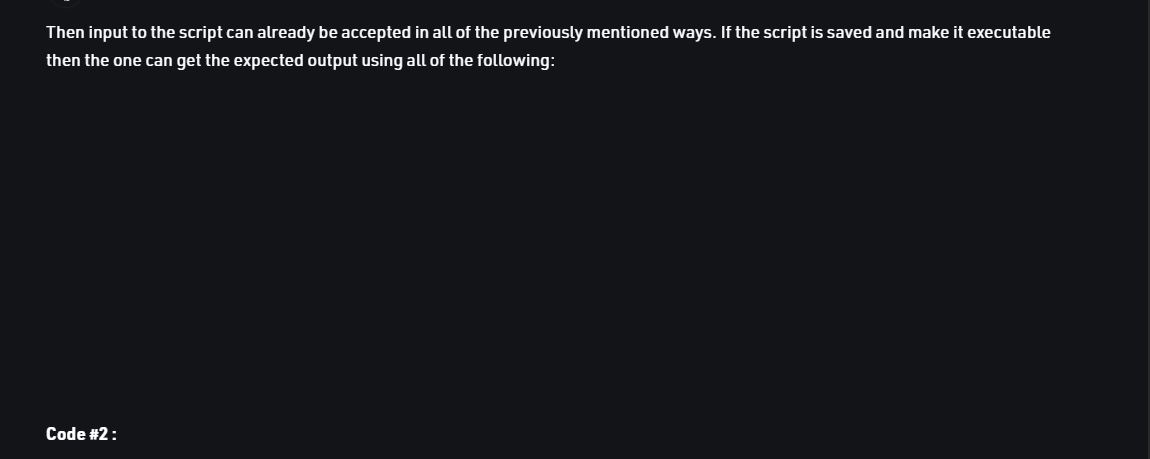 Then input to the script can already be accepted in all of the previously mentioned ways. If the script is saved and make it executable
then the one can get the expected output using all of the following:
Code #2 :